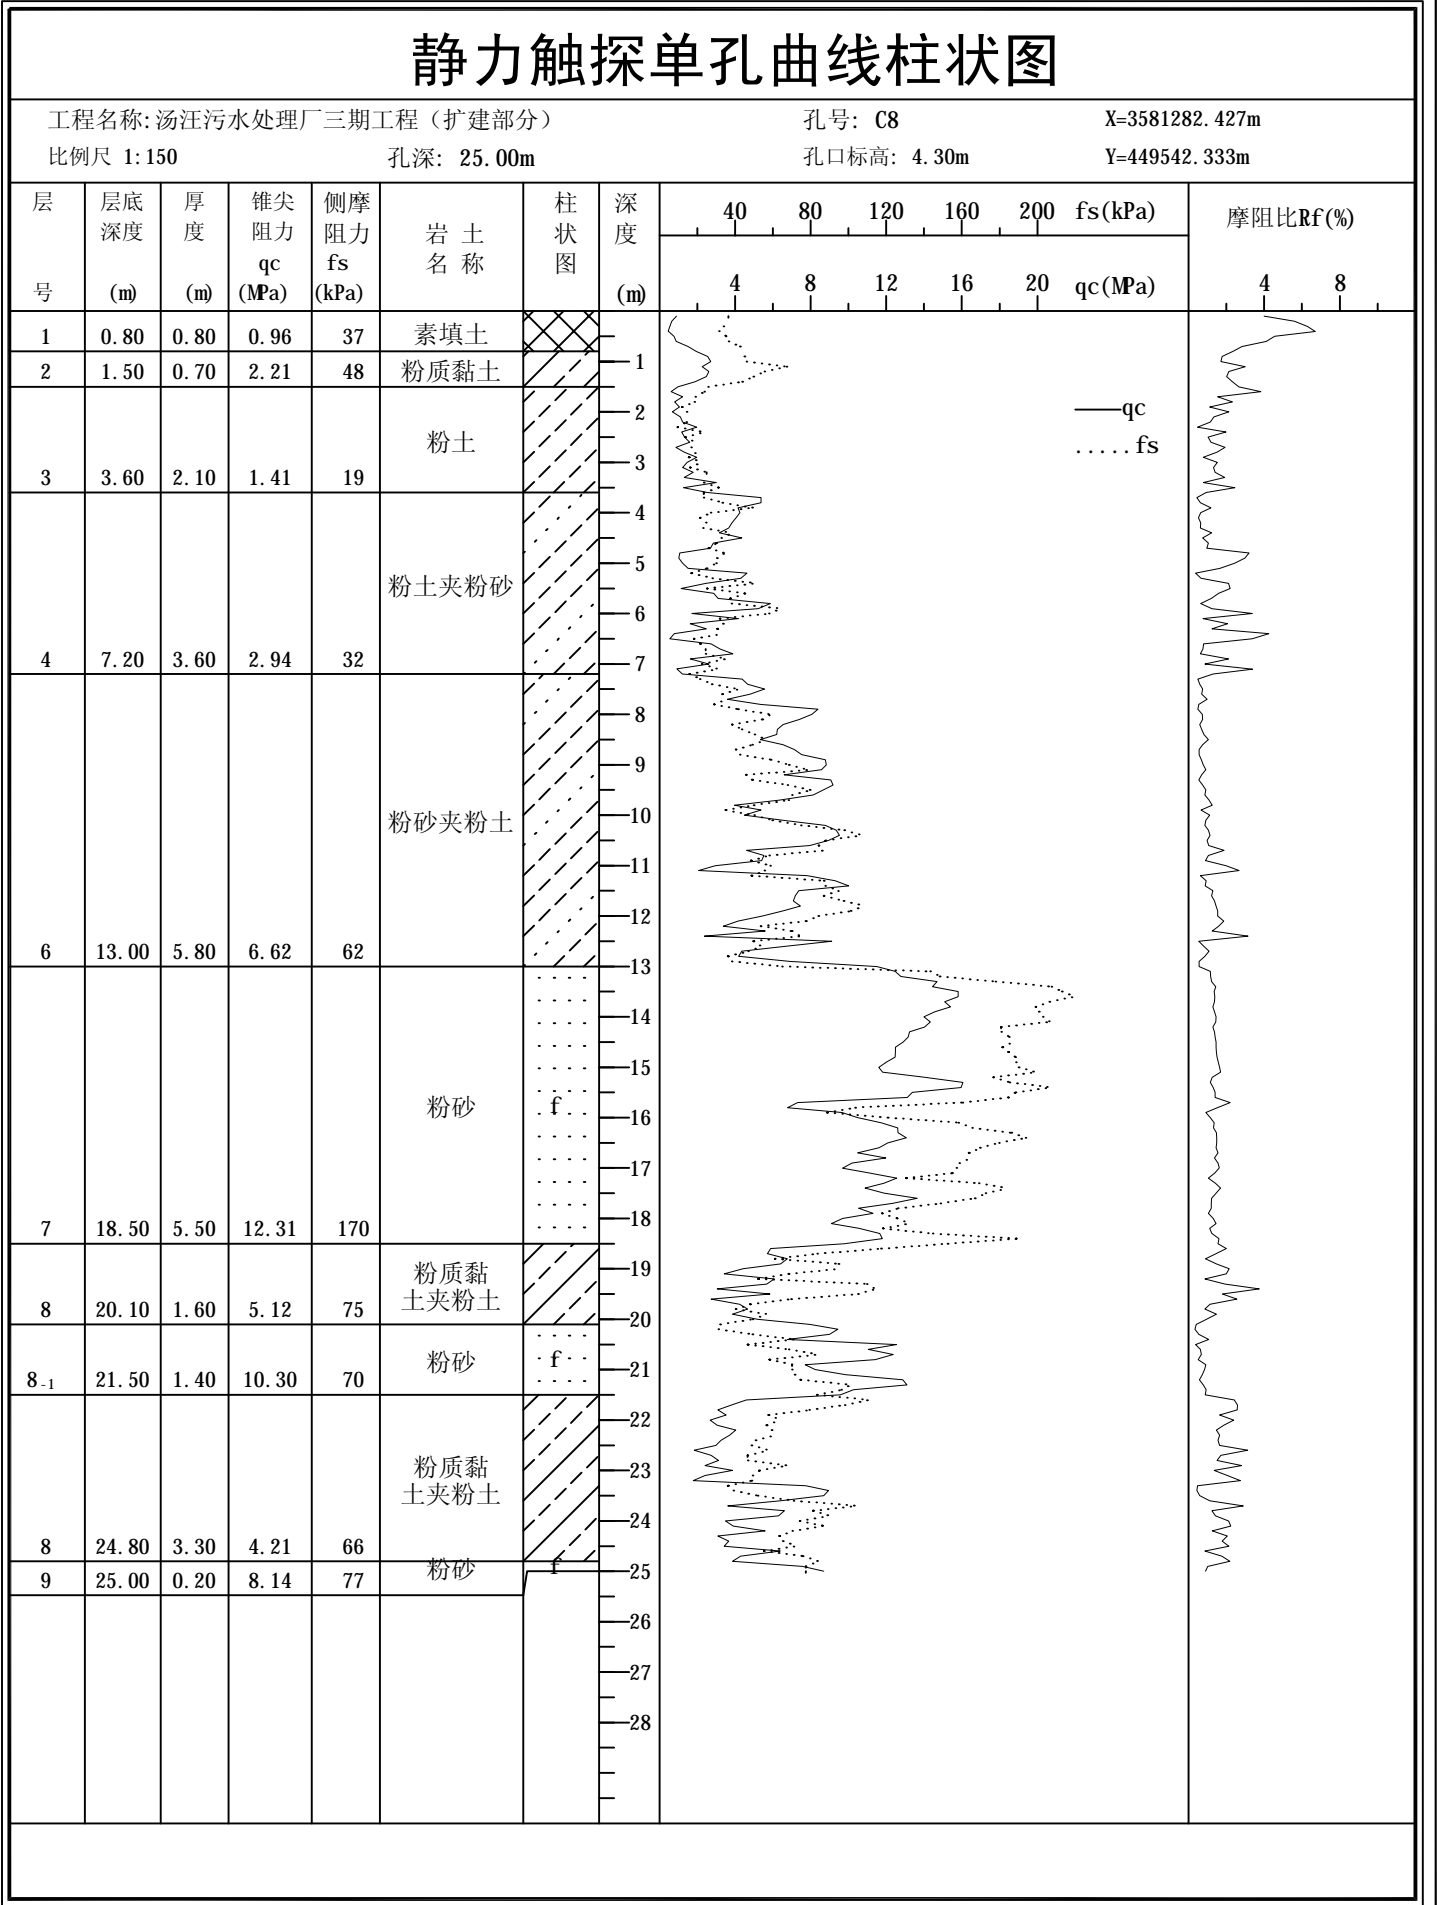 静力触探单孔曲线柱状图
工程名称:汤汪污水处理厂三期工程（扩建部分） 孔号: C8 X=3581282.427m
比例尺 1:150 孔深: 25.00m 孔口标高: 4.30m Y=449542.333m
层号 层底深度(m) 厚度(m) 锥尖阻力qc(MPa) 侧摩阻力fs(kPa) 岩土名称 柱状图 深度(m)
40 80 120 160 200 fs(kPa)
4 8 12 16 20 qc(MPa)
摩阻比Rf(%)
4 8
1 0.80 0.80 0.96 37 素填土
2 1.50 0.70 2.21 48 粉质黏土
3 3.60 2.10 1.41 19 粉土
4 7.20 3.60 2.94 32 粉土夹粉砂
6 13.00 5.80 6.62 62 粉砂夹粉土
7 18.50 5.50 12.31 170 粉砂 f
8 20.10 1.60 5.12 75 粉质黏土夹粉土
8-1 21.50 1.40 10.30 70 粉砂 f
8 24.80 3.30 4.21 66 粉质黏土夹粉土
9 25.00 0.20 8.14 77 粉砂 f
1
2
3
4
5
6
7
8
9
10
11
12
13
14
15
16
17
18
19
20
21
22
23
24
25
26
27
28
qc
fs